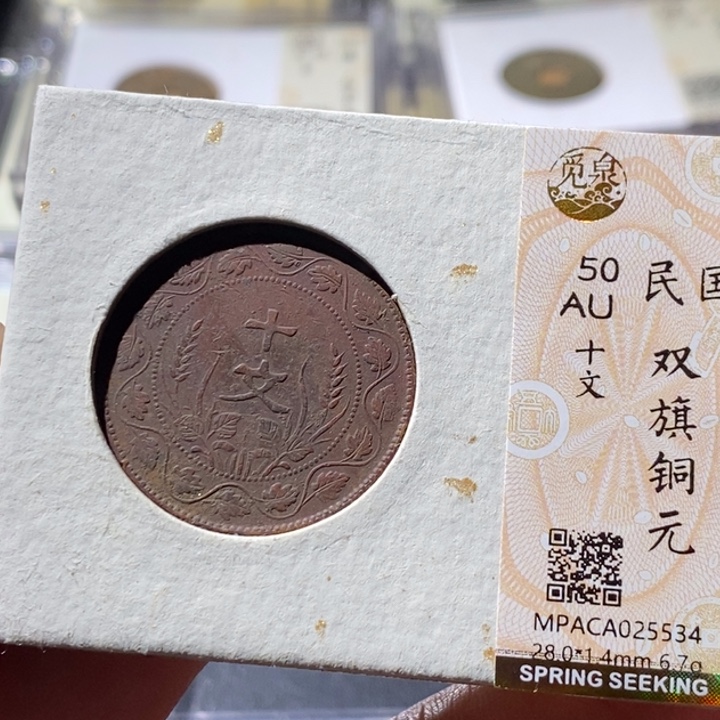 十
文
觅泉
50
AU
十
文
民国
双
旗
铜
元
MPACA025534
28.0*1.4mm 6.7g
SPRING SEEKING